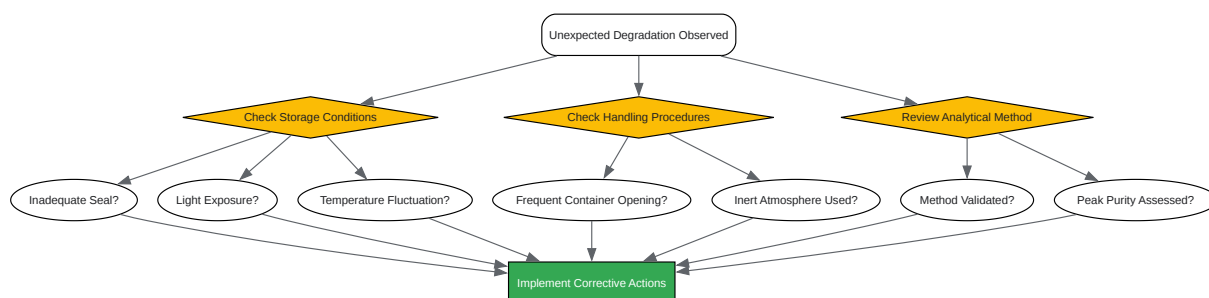 Unexpected Degradation Observed
Check Storage Conditions
Check Handling Procedures
Review Analytical Method
Inadequate Seal?
Light Exposure?
Temperature Fluctuation?
Frequent Container Opening?
Inert Atmosphere Used?
Method Validated?
Peak Purity Assessed?
Implement Corrective Actions